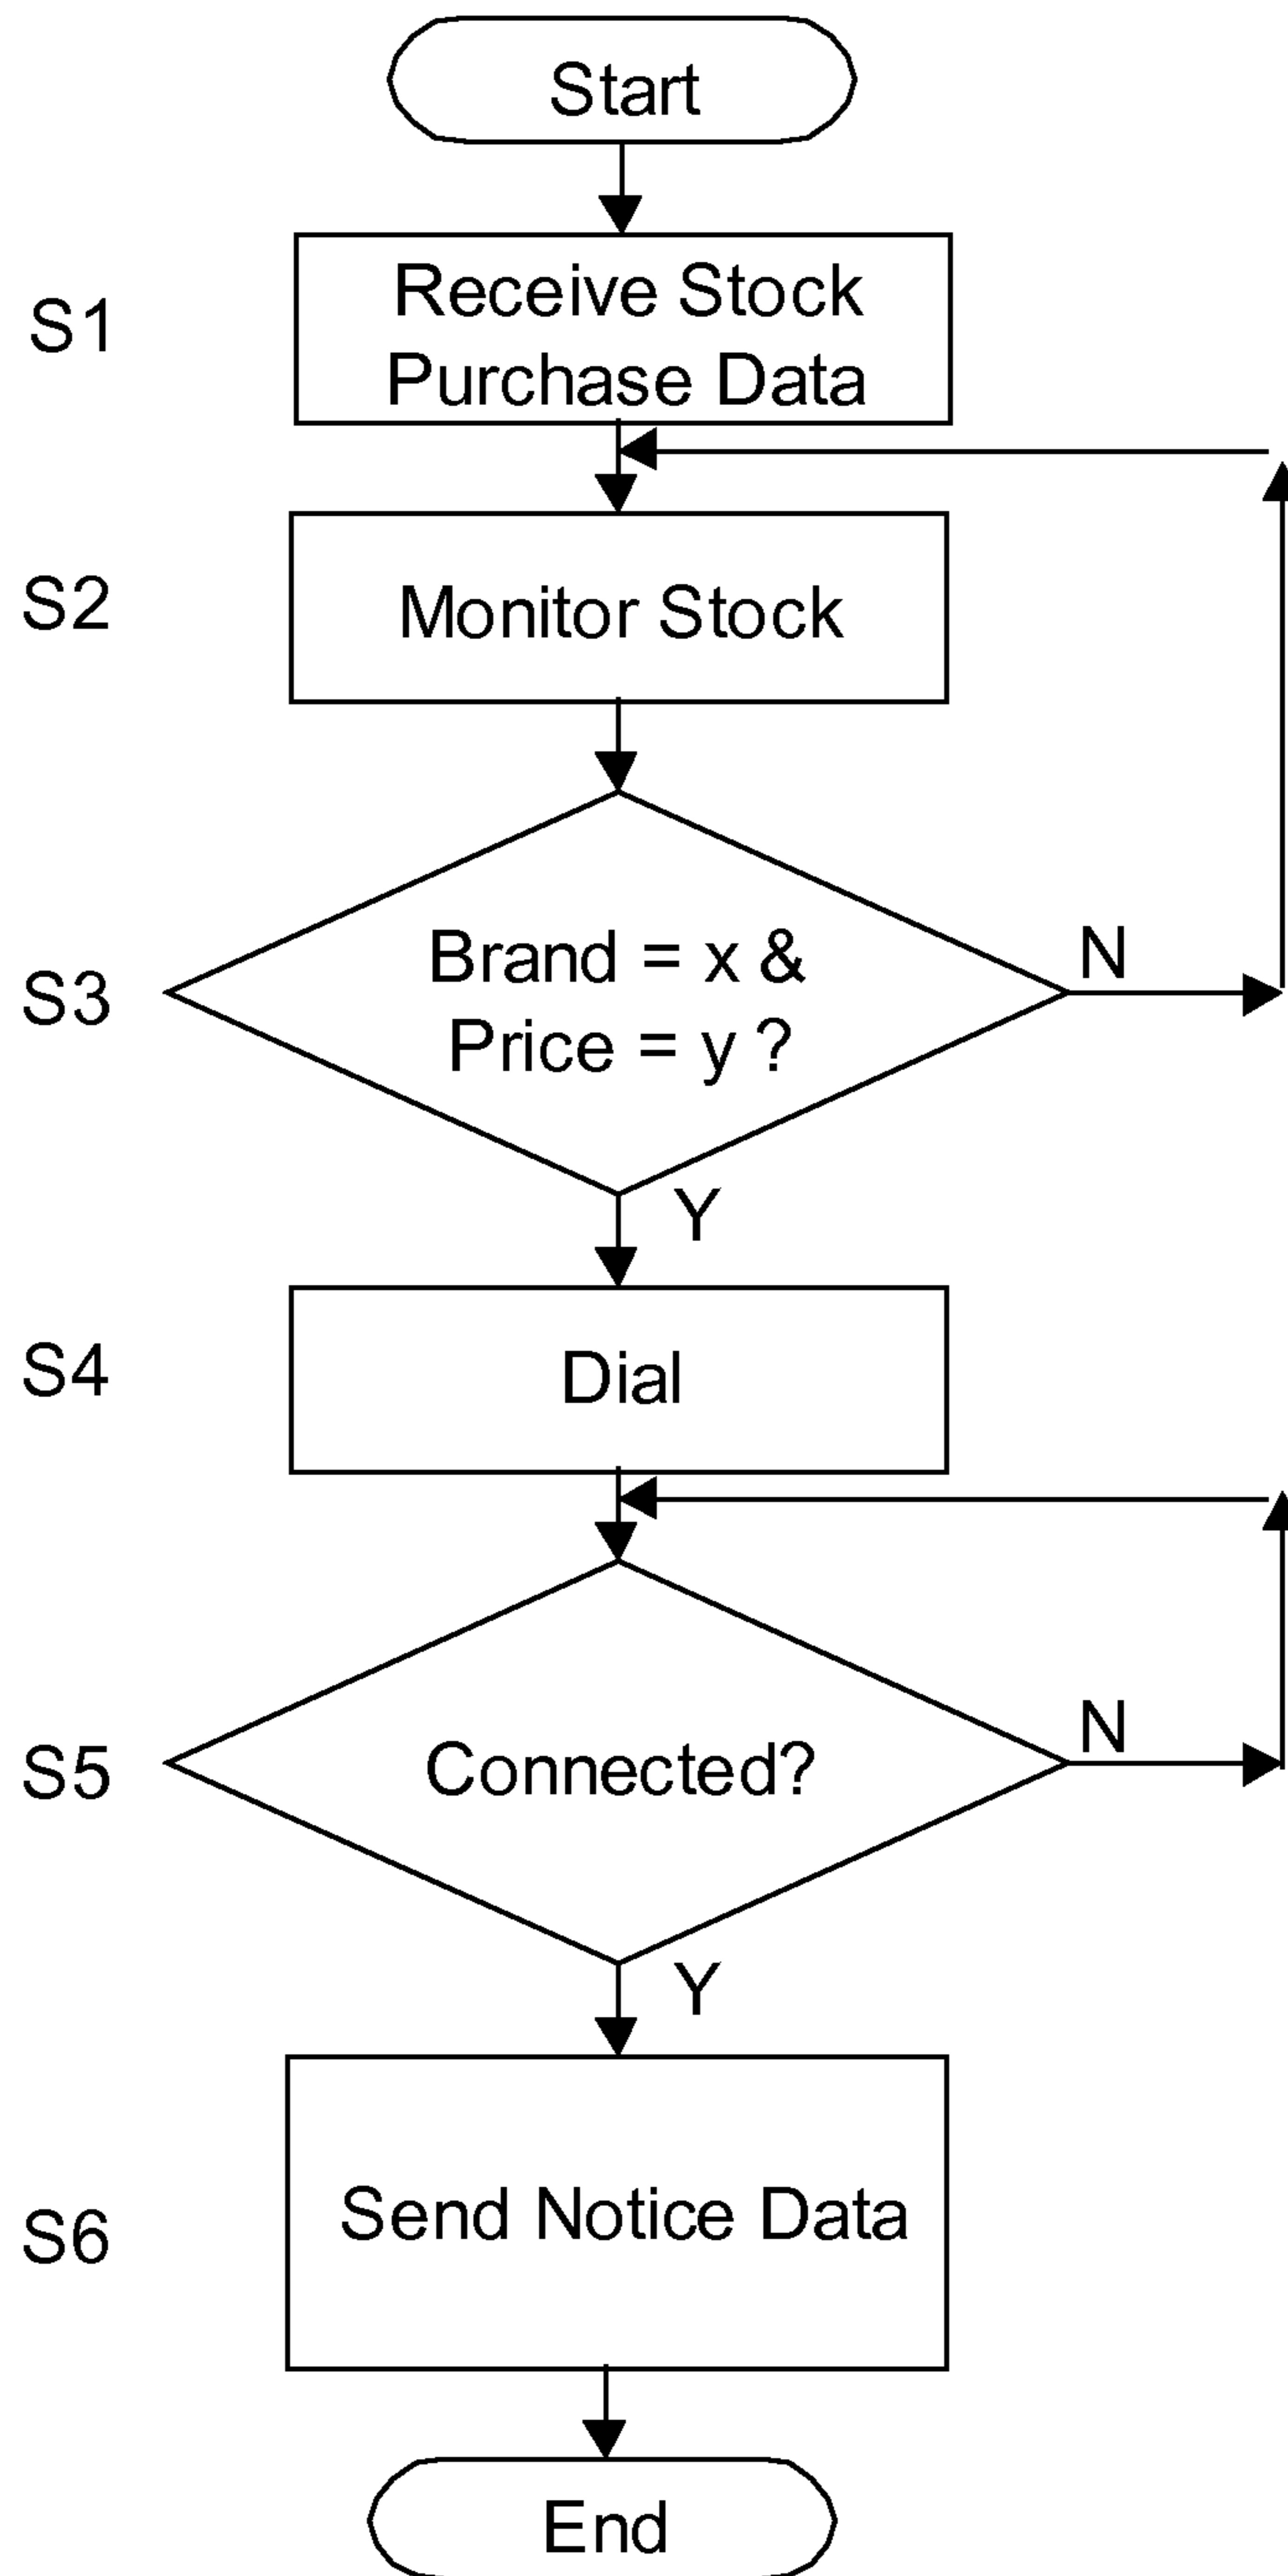 Start
S1
Receive Stock
Purchase Data
S2
Monitor Stock
S3
Brand = x &
Price = y ?
N
Y
S4
Dial
S5
Connected?
N
Y
S6
Send Notice Data
End